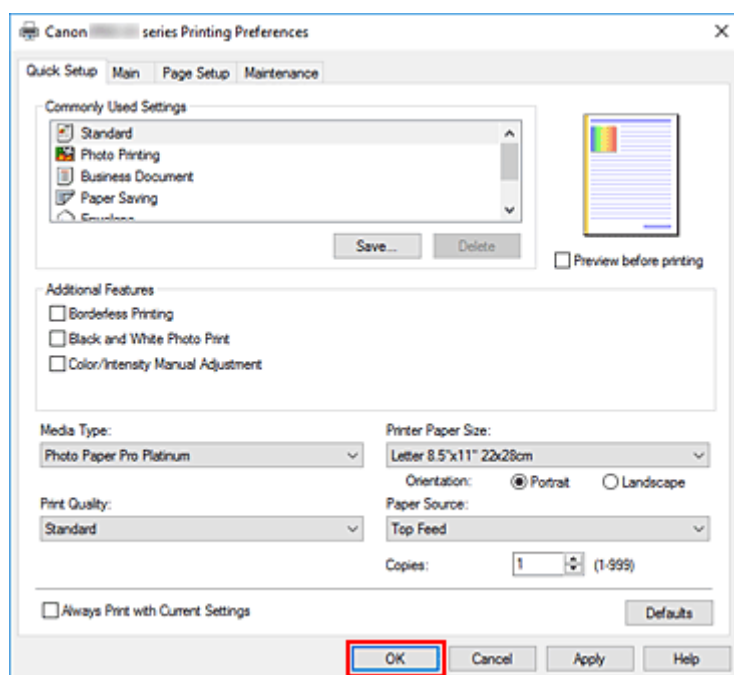 Canon series Printing Preferences
Quick Setup Main Page Setup Maintenance
Commonly Used Settings
Standard
Photo Printing
Business Document
Paper Saving
Envelope
Save... Delete
Preview before printing
Additional Features
Borderless Printing
Black and White Photo Print
Color/Intensity Manual Adjustment
Media Type: Printer Paper Size:
Photo Paper Pro Platinum Letter 8.5"x11" 22x28cm
Orientation: Portrait Landscape
Print Quality: Paper Source:
Standard Top Feed
Copies: 1 (1-999)
Always Print with Current Settings Defaults
OK Cancel Apply Help